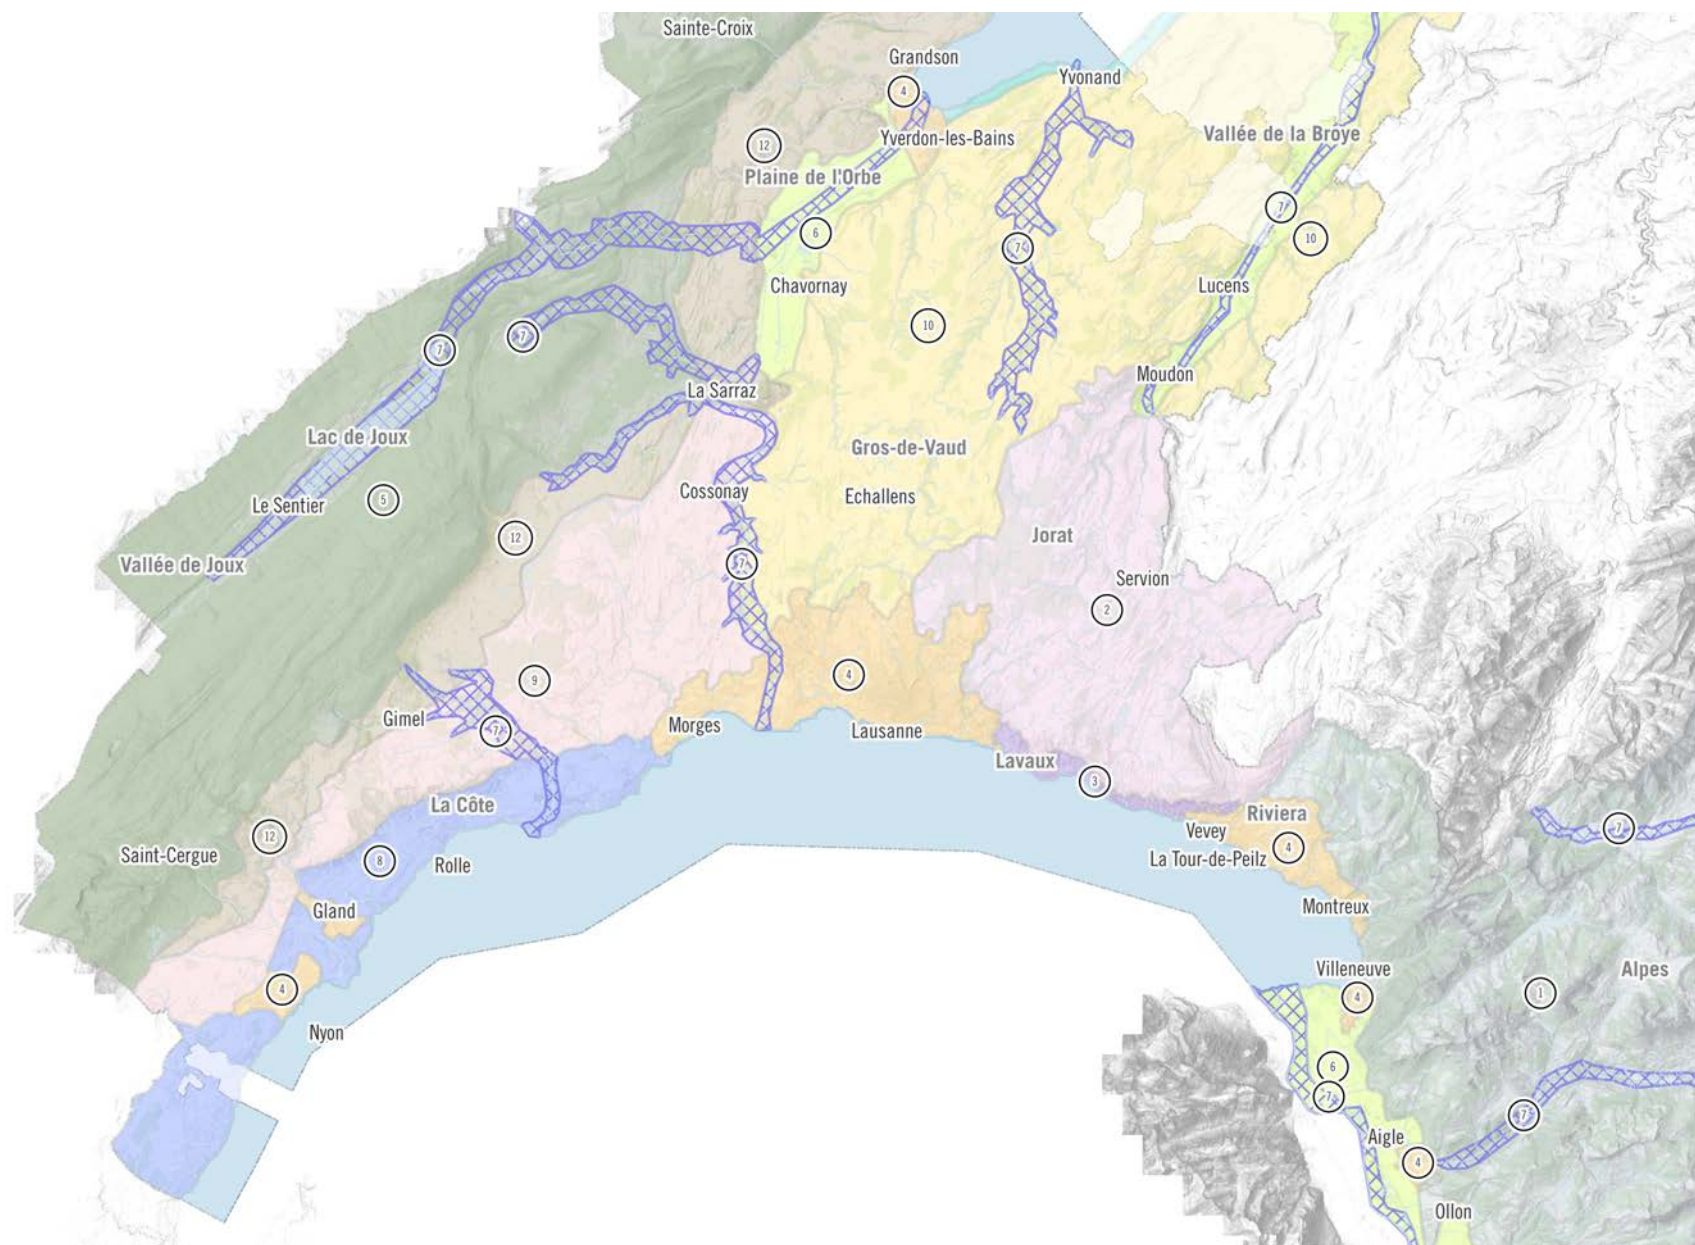 Sainte-Croix
Grandson
Yvonand
4
Vallée de la Broye
Yverdon-les-Bains
12
Plaine de l'Orbe
7
6
10
7
Chavornay
Lucens
10
7
7
Moudon
La Sarraz
Lac de Joux
Gros-de-Vaud
Cossonay
Echallens
5
Le Sentier
12
Jorat
Vallée de Joux
7
Servion
2
9
4
Gimel
Morges
7
Lausanne
Lavaux
3
La Côte
Riviera
7
Vevey
12
4
Saint-Cergue
La Tour-de-Peilz
8
Rolle
Gland
Montreux
Villeneuve
Alpes
4
4
1
Nyon
6
7
7
Aigle
4
Ollon